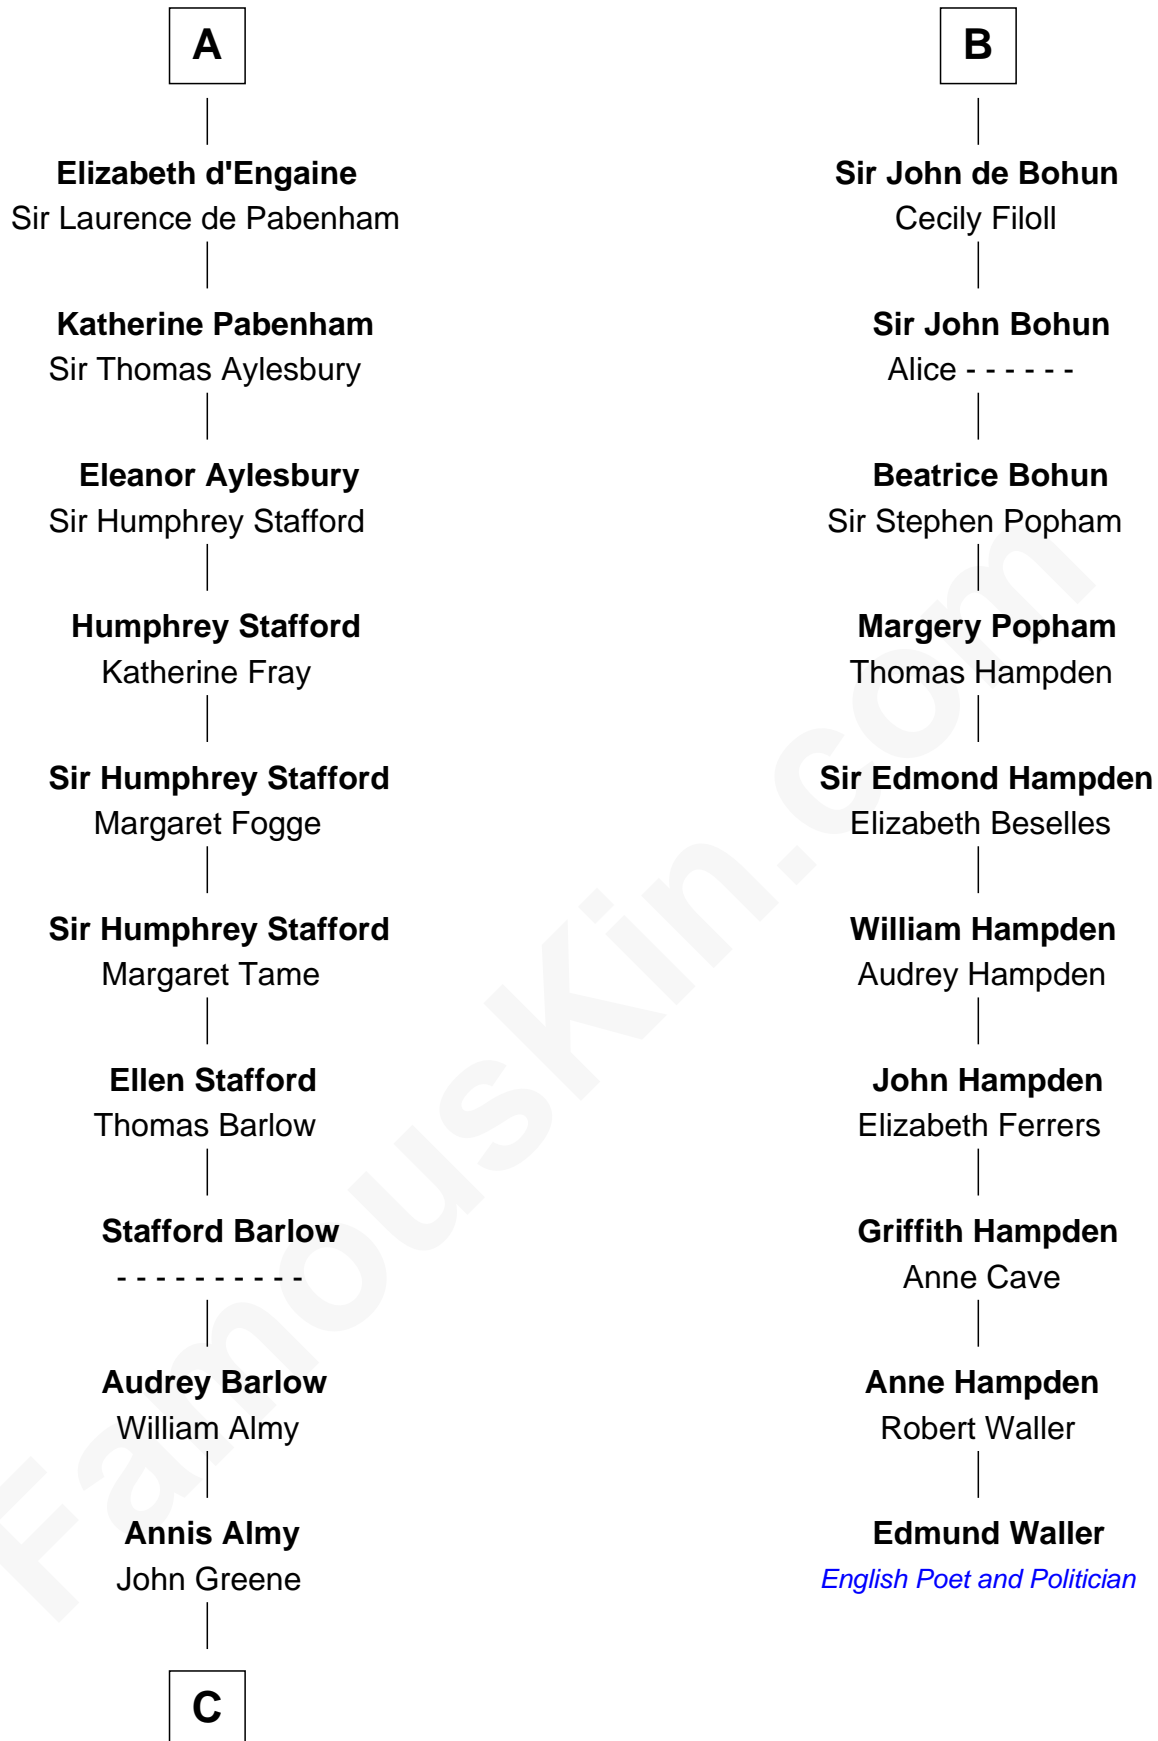 A
Elizabeth d'Engaine
Sir Laurence de Pabenham
Katherine Pabenham
Sir Thomas Aylesbury
Eleanor Aylesbury
Sir Humphrey Stafford
Humphrey Stafford
Katherine Fray
Sir Humphrey Stafford
Margaret Fogge
Sir Humphrey Stafford
Margaret Tame
Ellen Stafford
Thomas Barlow
Stafford Barlow
- - - - - - - - - -
Audrey Barlow
William Almy
Annis Almy
John Greene
C
B
Sir John de Bohun
Cecily Filoll
Sir John Bohun
Alice - - - - - -
Beatrice Bohun
Sir Stephen Popham
Margery Popham
Thomas Hampden
Sir Edmond Hampden
Elizabeth Beselles
William Hampden
Audrey Hampden
John Hampden
Elizabeth Ferrers
Griffith Hampden
Anne Cave
Anne Hampden
Robert Waller
Edmund Waller
English Poet and Politician
FamousKin.com